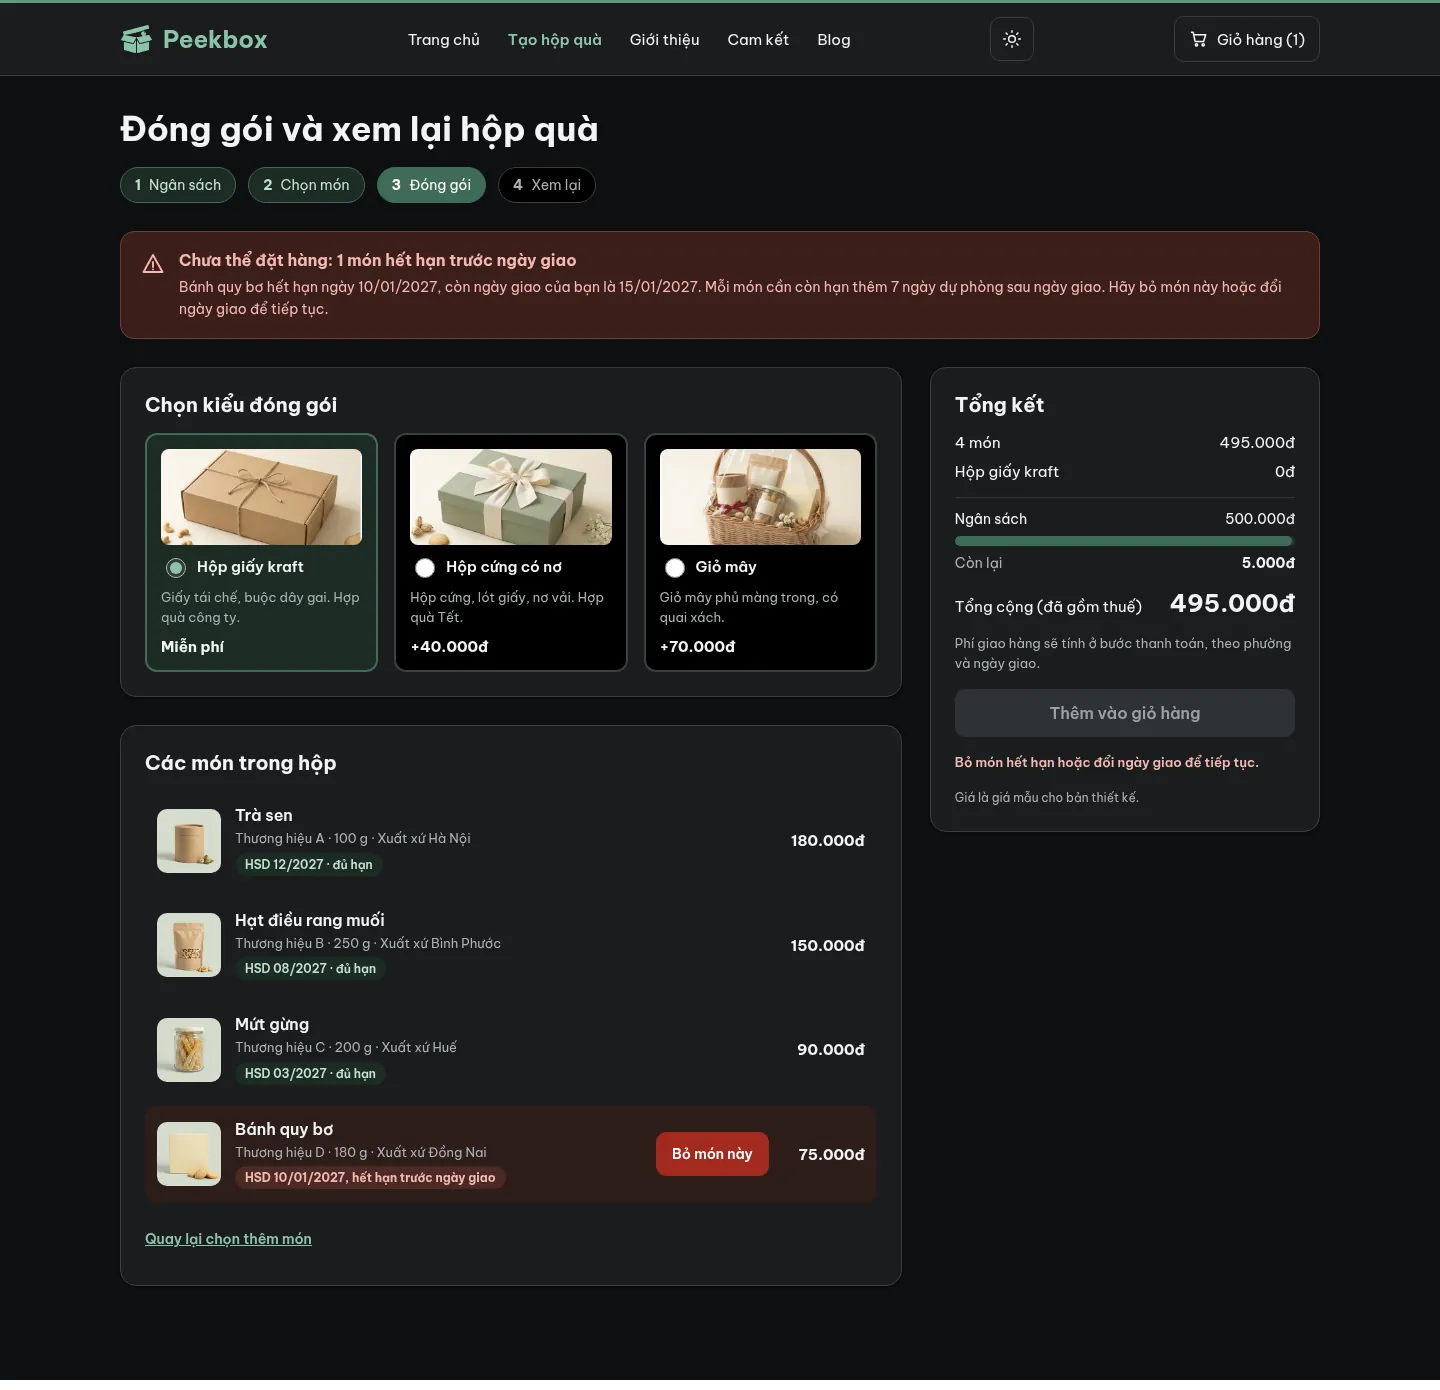 Peekbox
Trang chủ
Tạo hộp quà
Giới thiệu
Cam kết
Blog
Giỏ hàng (1)
Đóng gói và xem lại hộp quà
1 Ngân sách
2 Chọn món
3 Đóng gói
4 Xem lại
Chưa thể đặt hàng: 1 món hết hạn trước ngày giao
Bánh quy bơ hết hạn ngày 10/01/2027, còn ngày giao của bạn là 15/01/2027. Mỗi món cần còn hạn thêm 7 ngày dự phòng sau ngày giao. Hãy bỏ món này hoặc đổi
ngày giao để tiếp tục.
Chọn kiểu đóng gói
Hộp giấy kraft
Giấy tái chế, buộc dây gai. Hợp
quà công ty.
Miễn phí
Hộp cứng có nơ
Hộp cứng, lót giấy, nơ vải. Hợp
quà Tết.
+40.000đ
Giỏ mây
Giỏ mây phủ màng trong, có
quai xách.
+70.000đ
Các món trong hộp
Trà sen
Thương hiệu A · 100 g · Xuất xứ Hà Nội
HSD 12/2027 · đủ hạn
180.000đ
Hạt điều rang muối
Thương hiệu B · 250 g · Xuất xứ Bình Phước
HSD 08/2027 · đủ hạn
150.000đ
Mứt gừng
Thương hiệu C · 200 g · Xuất xứ Huế
HSD 03/2027 · đủ hạn
90.000đ
Bánh quy bơ
Thương hiệu D · 180 g · Xuất xứ Đồng Nai
HSD 10/01/2027, hết hạn trước ngày giao
Bỏ món này
75.000đ
Quay lại chọn thêm món
Tổng kết
4 món 495.000đ
Hộp giấy kraft 0đ
Ngân sách 500.000đ
Còn lại 5.000đ
Tổng cộng (đã gồm thuế) 495.000đ
Phí giao hàng sẽ tính ở bước thanh toán, theo phường
và ngày giao.
Thêm vào giỏ hàng
Bỏ món hết hạn hoặc đổi ngày giao để tiếp tục.
Giá là giá mẫu cho bản thiết kế.